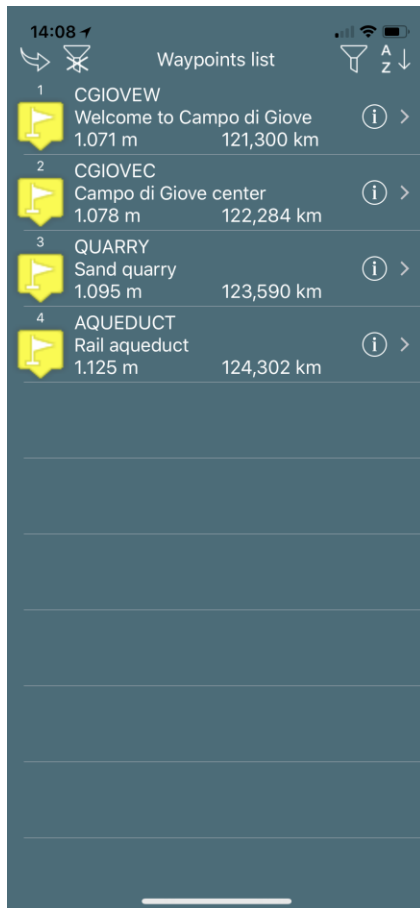 14:08
Waypoints list
A
Z
1
CGIOVEW
Welcome to Campo di Giove
1.071 m 121,300 km
2
CGIOVEC
Campo di Giove center
1.078 m 122,284 km
3
QUARRY
Sand quarry
1.095 m 123,590 km
4
AQUEDUCT
Rail aqueduct
1.125 m 124,302 km